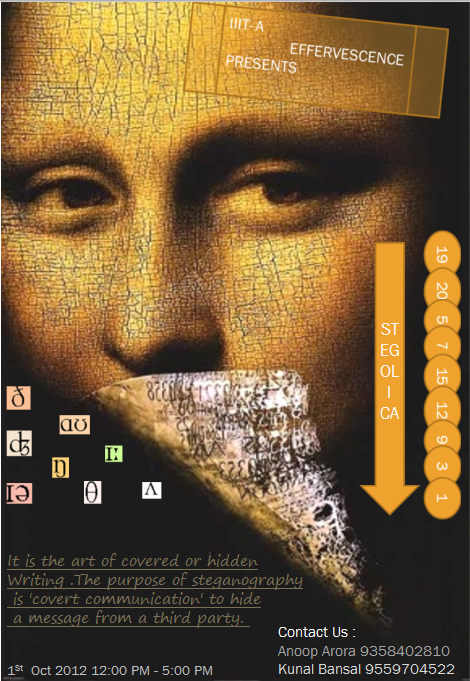 IIIT-A
EFFERVESCENCE
PRESENTS
19
20
5
7
15
12
9
3
1
ST
EG
OL
I
CA
ð
aʊ
ʤ
ŋ
ɪə
θ
Λ
It is the art of covered or hidden
Writing .The purpose of steganography
is 'covert communication' to hide
a message from a third party.
Contact Us :
Anoop Arora 9358402810
Kunal Bansal 9559704522
1st Oct 2012 12:00 PM - 5:00 PM